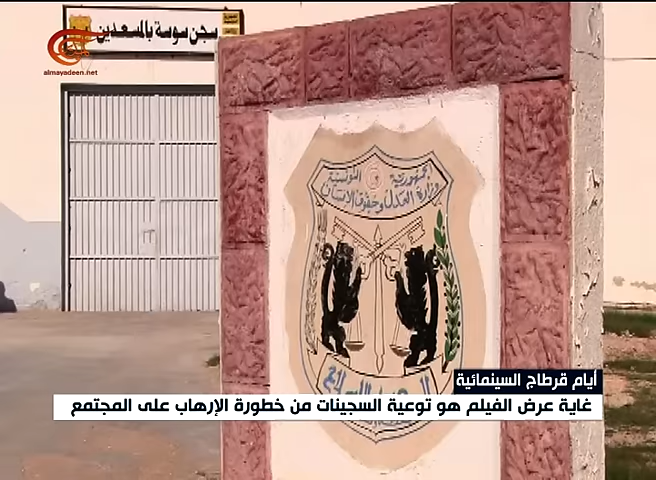 سجن سوسة بالمسعدين
almayadeen.net
الجمهورية التونسية
وزارة العدل وحقوق الإنسان
أيام قرطاج السينمائية
غاية عرض الفيلم هو توعية السجينات من خطورة الإرهاب على المجتمع